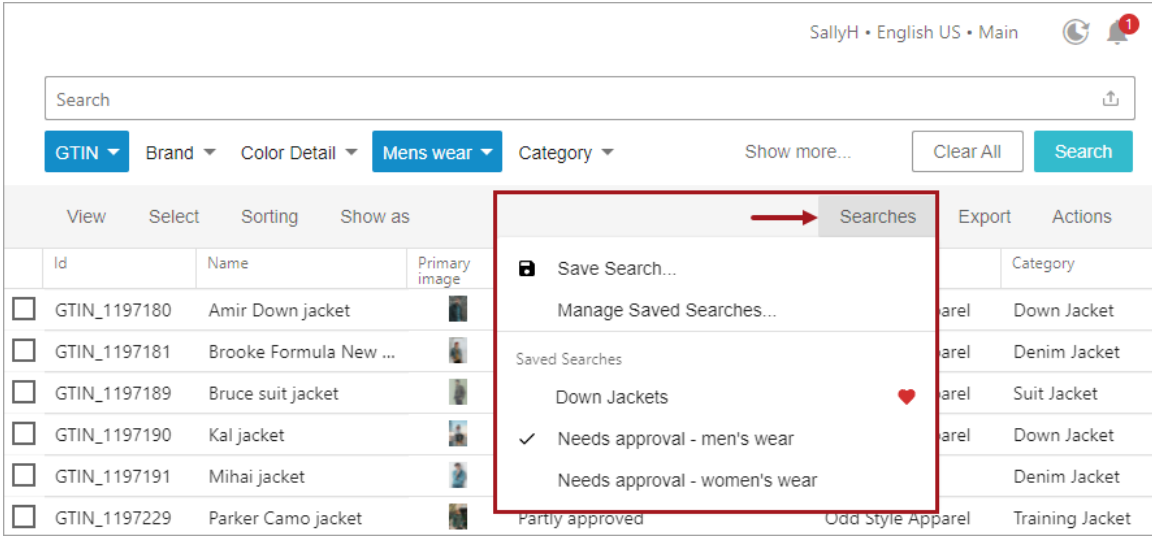 SallyH • English US • Main
1
Search
GTIN Brand Color Detail Mens wear Category Show more... Clear All Search
View Select Sorting Show as Searches Export Actions
Id Name Primary image Category
Save Search...
Manage Saved Searches...
Saved Searches
Down Jackets
Needs approval - men's wear
Needs approval - women's wear
GTIN_1197180 Amir Down jacket arel Down Jacket
GTIN_1197181 Brooke Formula New ... arel Denim Jacket
GTIN_1197189 Bruce suit jacket arel Suit Jacket
GTIN_1197190 Kal jacket arel Down Jacket
GTIN_1197191 Mihai jacket Denim Jacket
GTIN_1197229 Parker Camo jacket Partly approved Odd Style Apparel Training Jacket